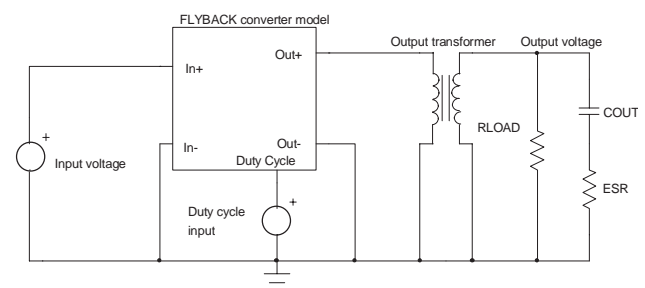 FLYBACK converter model
Output transformer
Output voltage
Out+
In+
COUT
RLOAD
+
In-
Out-
Input voltage
Duty Cycle
ESR
+
Duty cycle
input